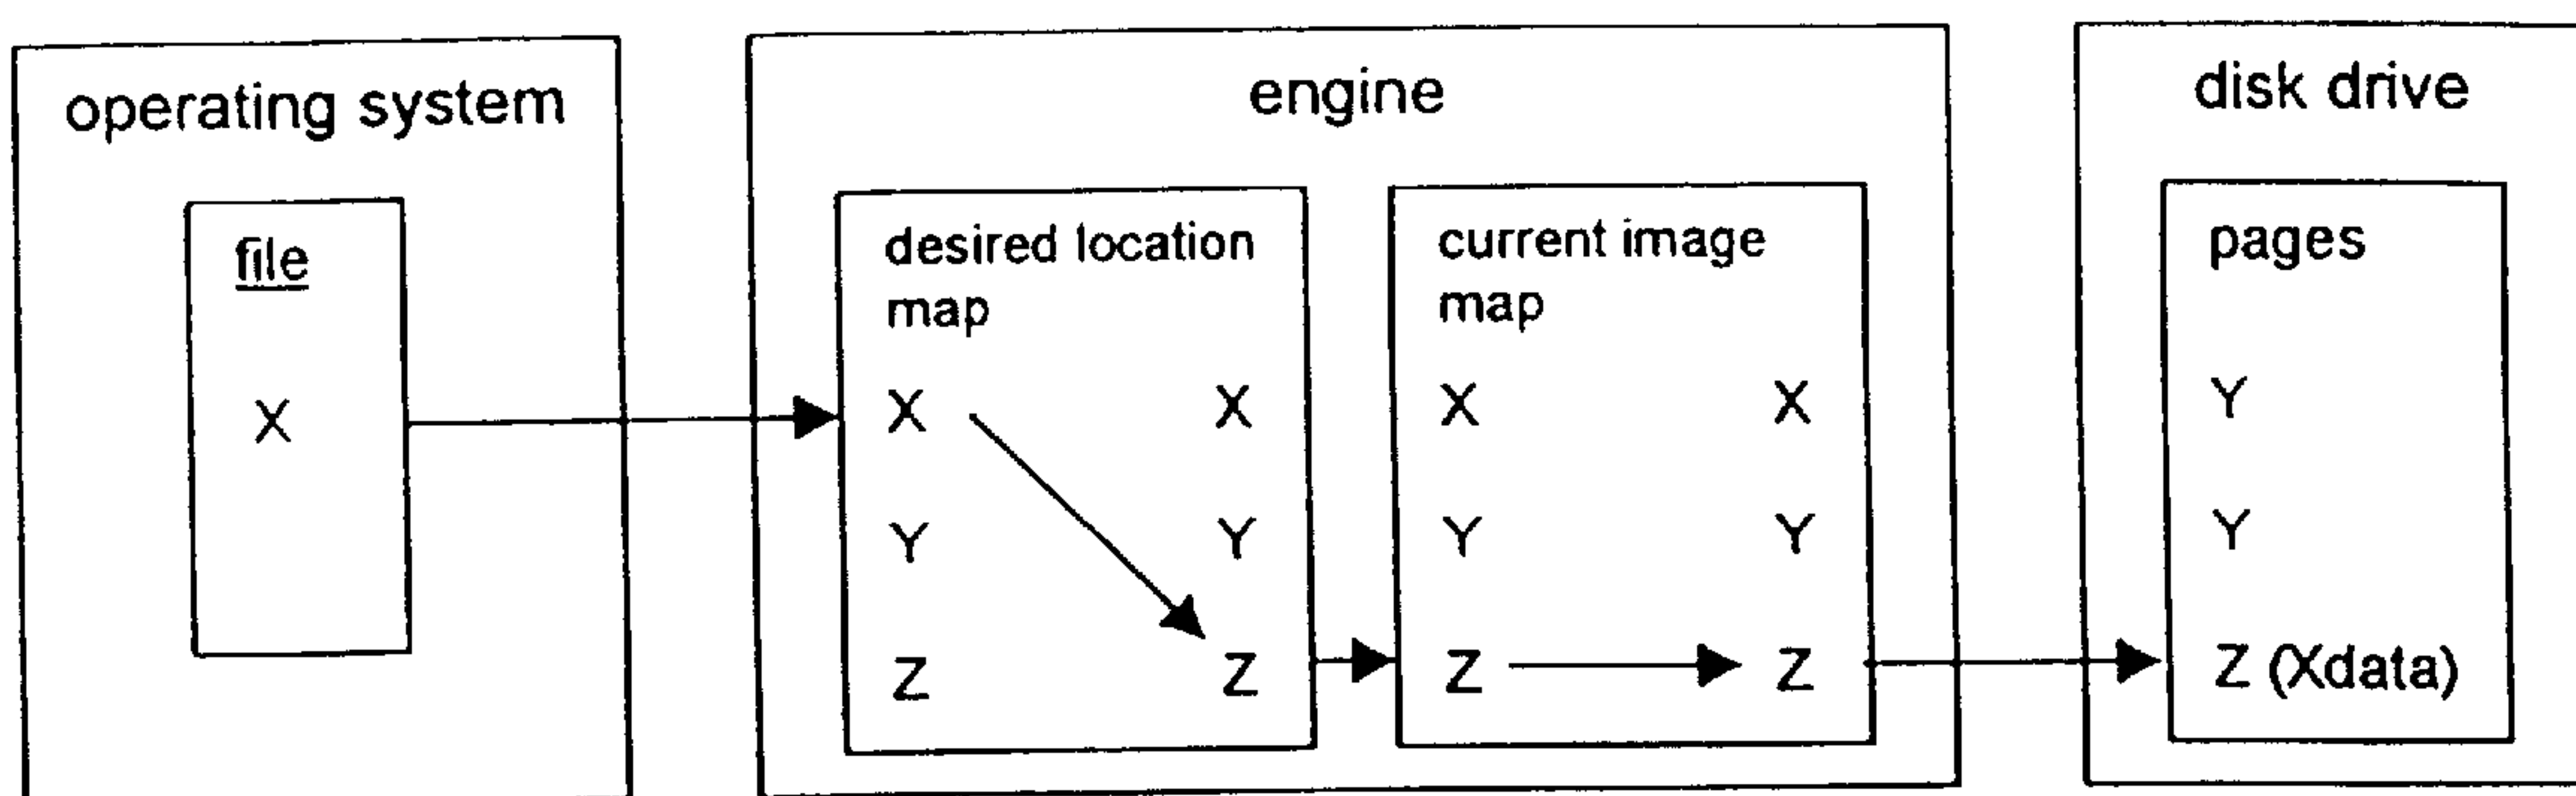 operating system
file
X
engine
desired location
map
X X
Y Y
Z Z
current image
map
X X
Y Y
Z Z
disk drive
pages
Y
Y
Z (Xdata)